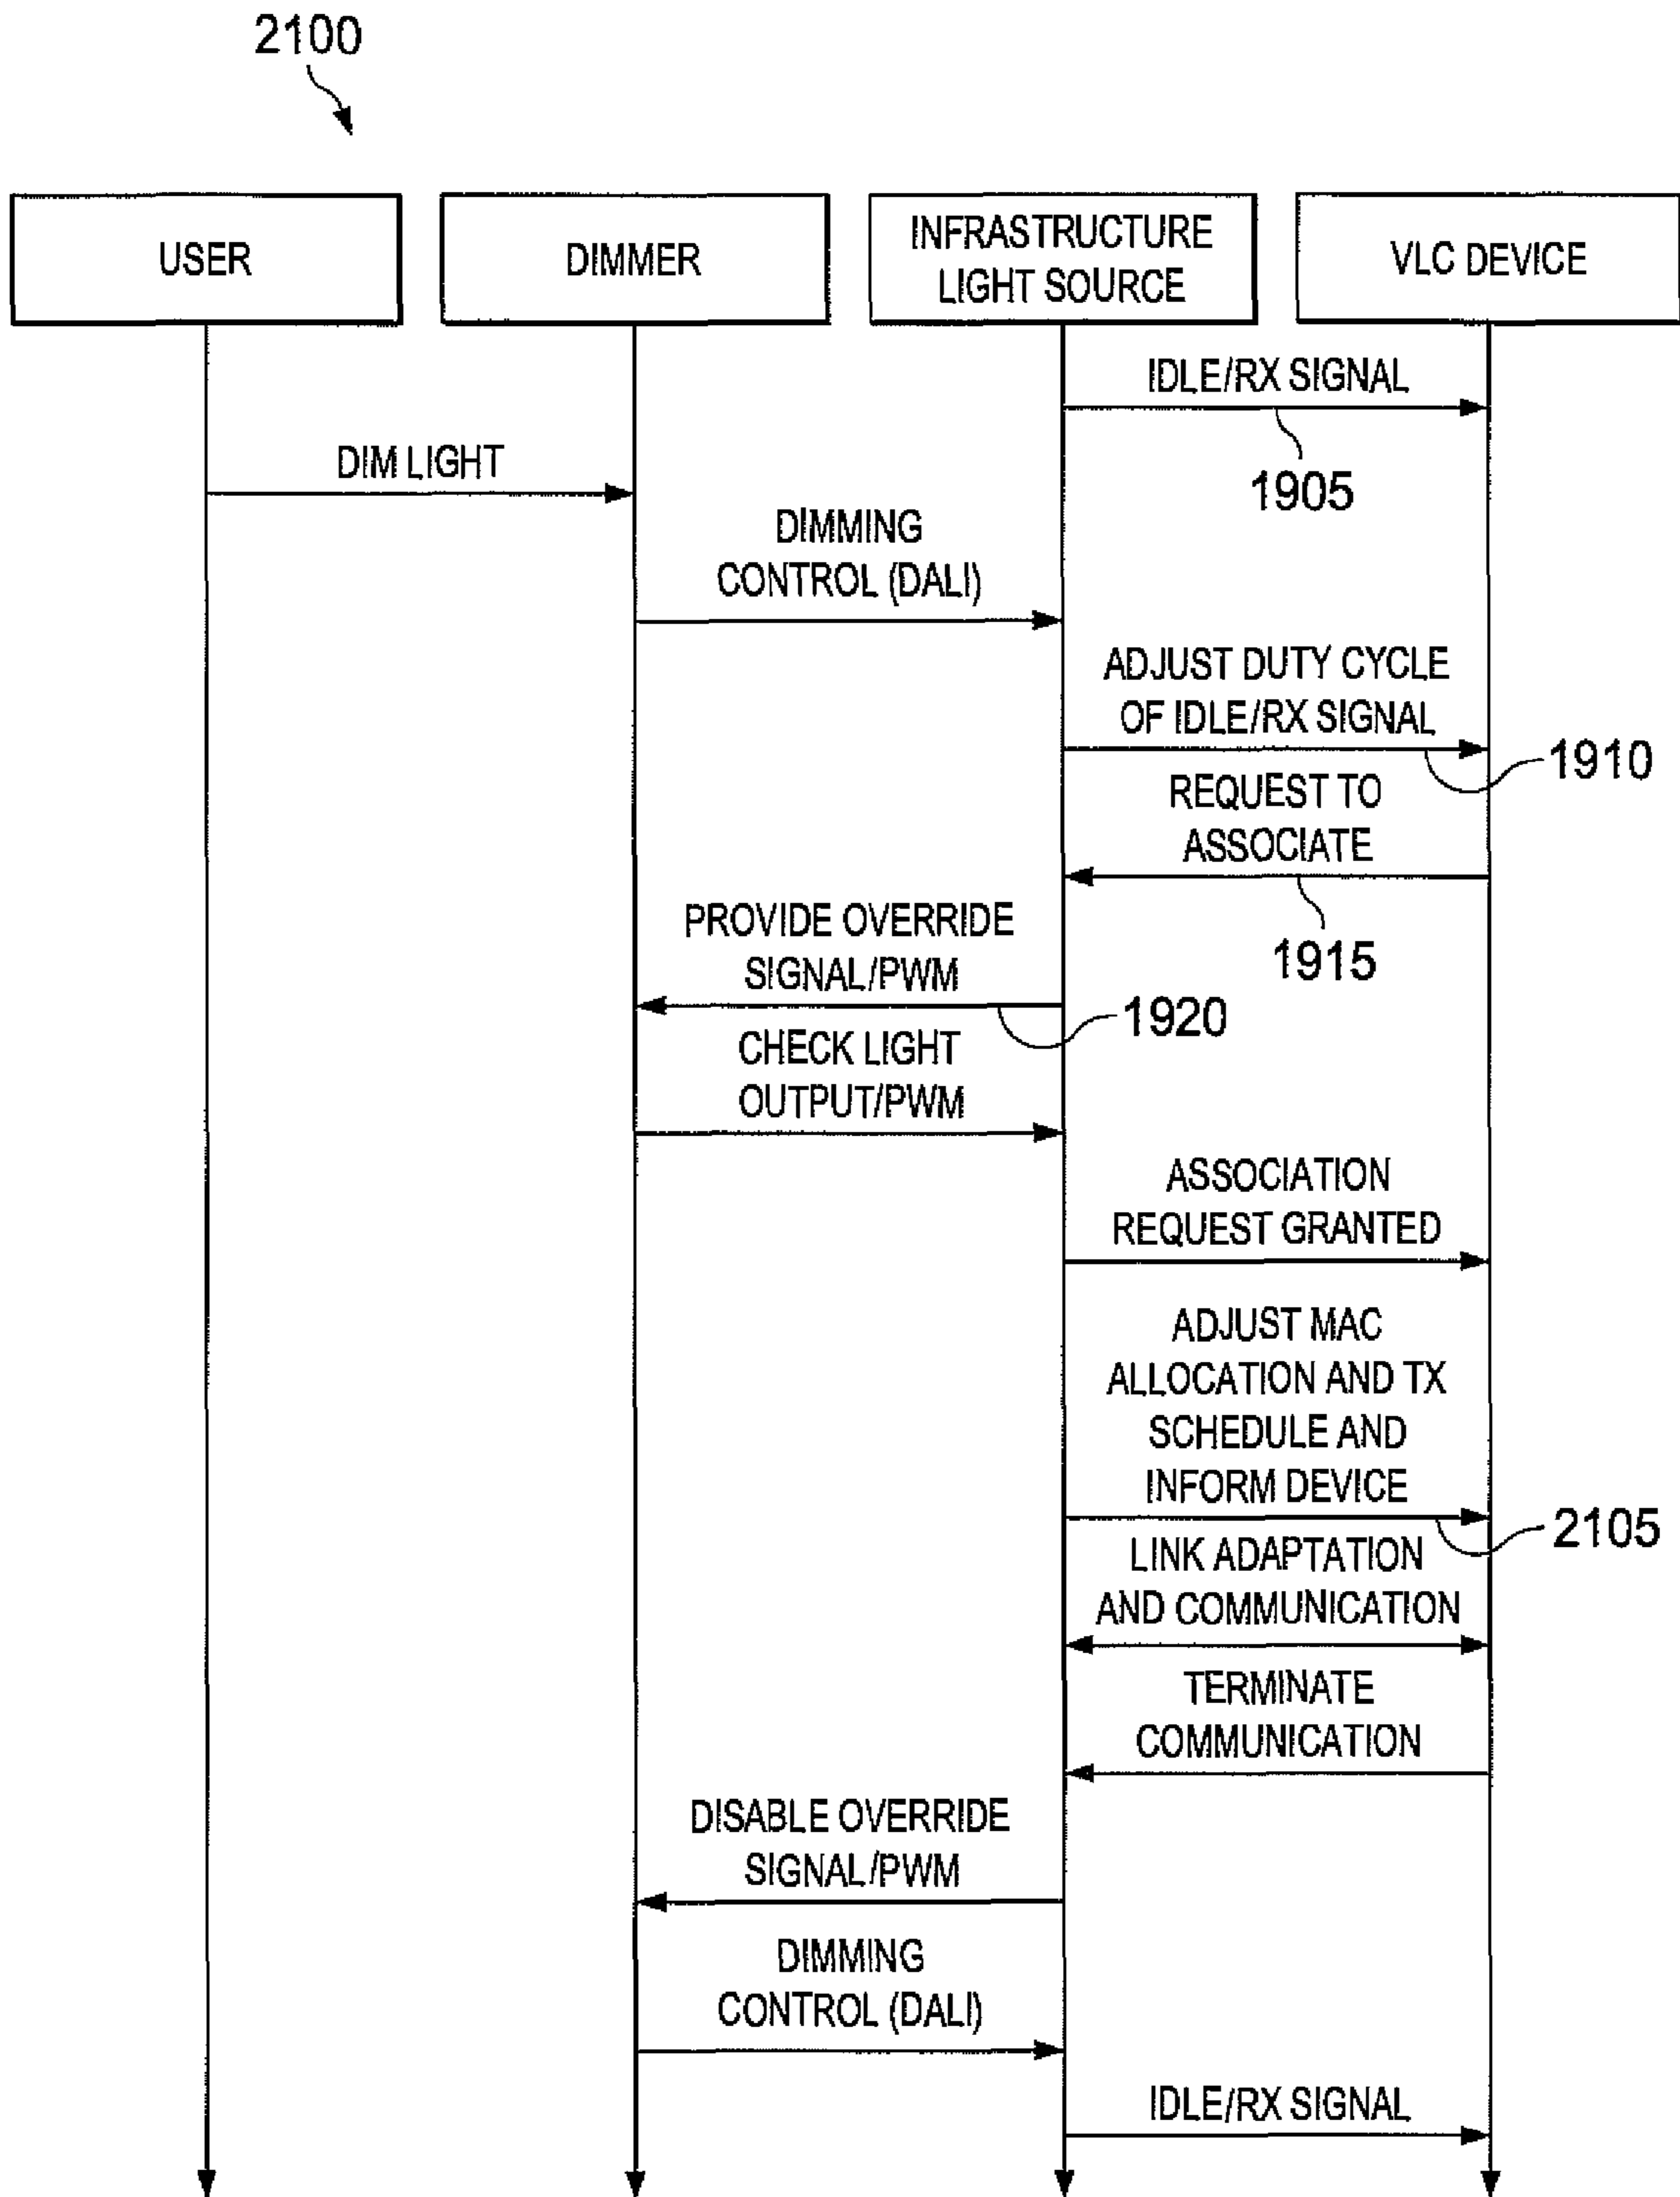 2100
USER
DIMMER
INFRASTRUCTURE
LIGHT SOURCE
VLC DEVICE
IDLE/RX SIGNAL
1905
DIM LIGHT
DIMMING
CONTROL (DALI)
ADJUST DUTY CYCLE
OF IDLE/RX SIGNAL
1910
REQUEST TO
ASSOCIATE
1915
PROVIDE OVERRIDE
SIGNAL/PWM
1920
CHECK LIGHT
OUTPUT/PWM
ASSOCIATION
REQUEST GRANTED
ADJUST MAC
ALLOCATION AND TX
SCHEDULE AND
INFORM DEVICE
2105
LINK ADAPTATION
AND COMMUNICATION
TERMINATE
COMMUNICATION
DISABLE OVERRIDE
SIGNAL/PWM
DIMMING
CONTROL (DALI)
IDLE/RX SIGNAL